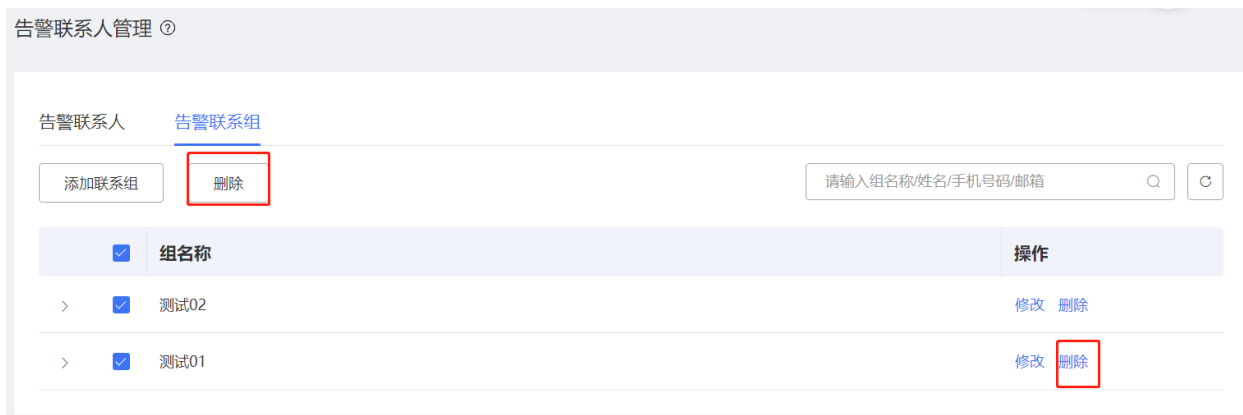 告警联系人管理
告警联系人 告警联系组
添加联系组 删除 请输入组名称/姓名/手机号码/邮箱
组名称 操作
测试02 修改 删除
测试01 修改 删除